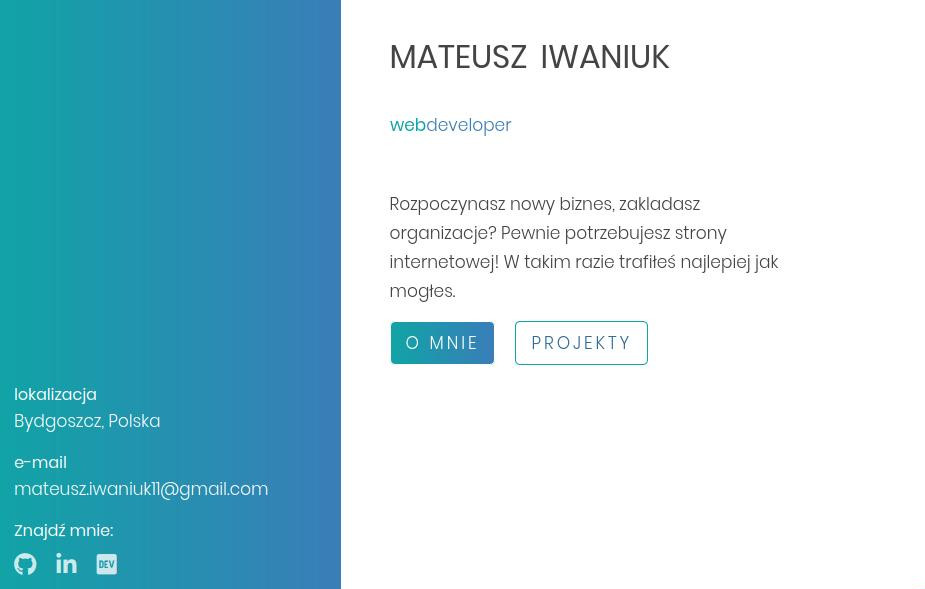 MATEUSZ IWANIUK
webdeveloper
Rozpoczynasz nowy biznes, zakladasz
organizacje? Pewnie potrzebujesz strony
internetowej! W takim razie trafiłeś najlepiej jak
mogłes.
O MNIE
PROJEKTY
lokalizacja
Bydgoszcz, Polska
e-mail
mateusz.iwaniuk11@gmail.com
Znajdź mnie:
in
DEV